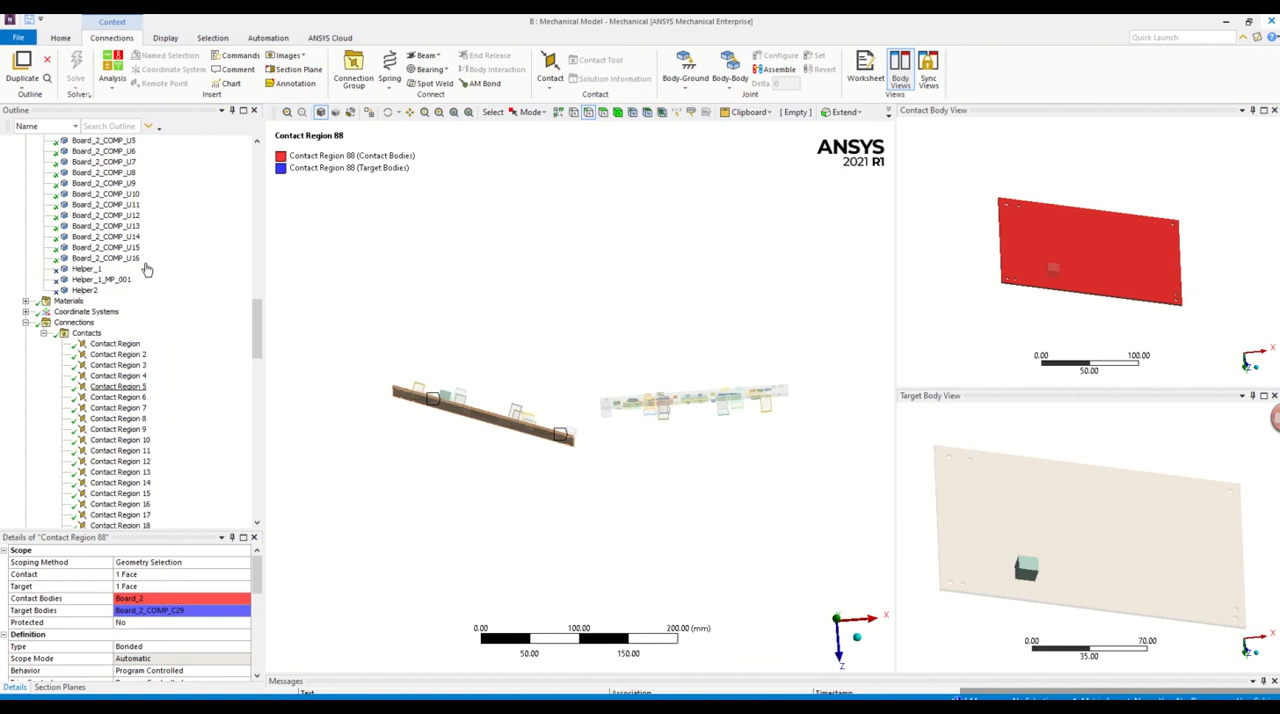 B : Mechanical Model - Mechanical [ANSYS Mechanical Enterprise]
Context
File Home Connections Display Selection Automation ANSYS Cloud
Quick Launch
Duplicate
Outline
Solve
Solver
Analysis
Named Selection
Coordinate System
Remote Point
Commands
Comment
Chart
Images
Section Plane
Annotation
Insert
Connection Group
Spring
Beam
Bearing
Spot Weld
End Release
Body Interaction
AM Bond
Connect
Contact
Contact Tool
Solution Information
Contact
Body-Ground
Body-Body
Configure
Assemble
Delta 0
Set
Revert
Joint
Worksheet
Body Views
Sync Views
Views
Outline
Name Search Outline
Select Mode Clipboard [ Empty ] Extend
Board_2_COMP_U5
Board_2_COMP_U6
Board_2_COMP_U7
Board_2_COMP_U8
Board_2_COMP_U9
Board_2_COMP_U10
Board_2_COMP_U11
Board_2_COMP_U12
Board_2_COMP_U13
Board_2_COMP_U14
Board_2_COMP_U15
Board_2_COMP_U16
Helper_1
Helper_1_MP_001
Helper2
Materials
Coordinate Systems
Connections
Contacts
Contact Region
Contact Region 2
Contact Region 3
Contact Region 4
Contact Region 5
Contact Region 6
Contact Region 7
Contact Region 8
Contact Region 9
Contact Region 10
Contact Region 11
Contact Region 12
Contact Region 13
Contact Region 14
Contact Region 15
Contact Region 16
Contact Region 17
Contact Region 18
Details of "Contact Region 88"
Scope
Scoping Method Geometry Selection
Contact 1 Face
Target 1 Face
Contact Bodies Board_2
Target Bodies Board_2_COMP_C29
Protected No
Definition
Type Bonded
Scope Mode Automatic
Behavior Program Controlled
Details Section Planes
Contact Region 88
Contact Region 88 (Contact Bodies)
Contact Region 88 (Target Bodies)
ANSYS
2021 R1
0.00 100.00 200.00 (mm)
50.00 150.00
X
Z
Messages
Text Association Timestamp
Contact Body View
0.00 100.00
50.00
X
Z
Target Body View
0.00 70.00
35.00
X
Z